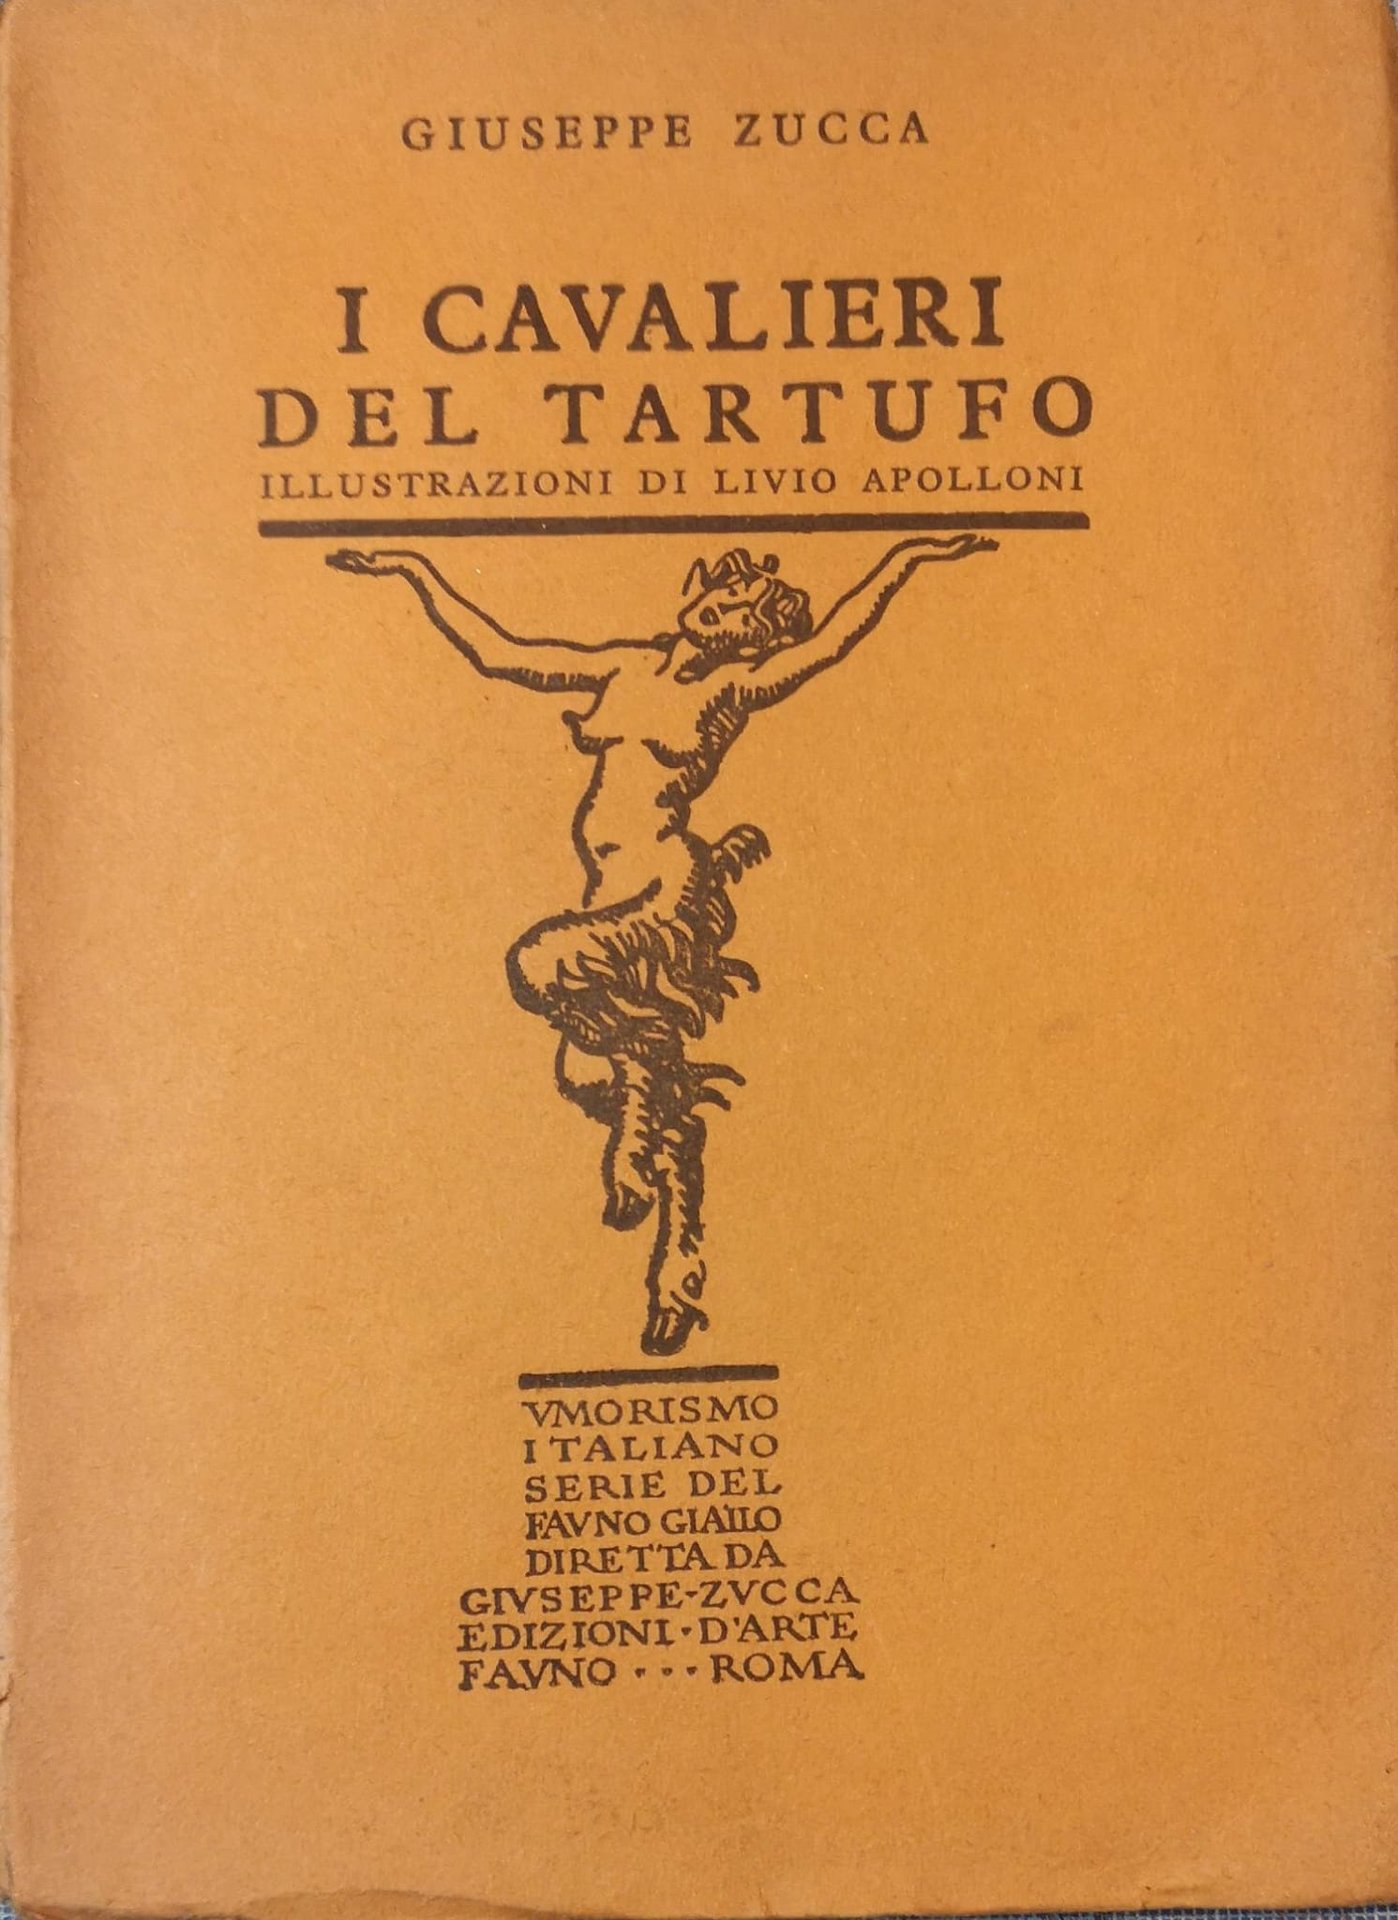 GIUSEPPE ZUCCA
I CAVALIERI
DEL TARTUFO
ILLUSTRAZIONI DI LIVIO APOLLONI
VMORISMO
ITALIANO
SERIE DEL
FAVNO GIALLO
DIRETTA DA
GIVSEPPE-ZVCCA
EDIZIONI·D'ARTE
FAVNO···ROMA